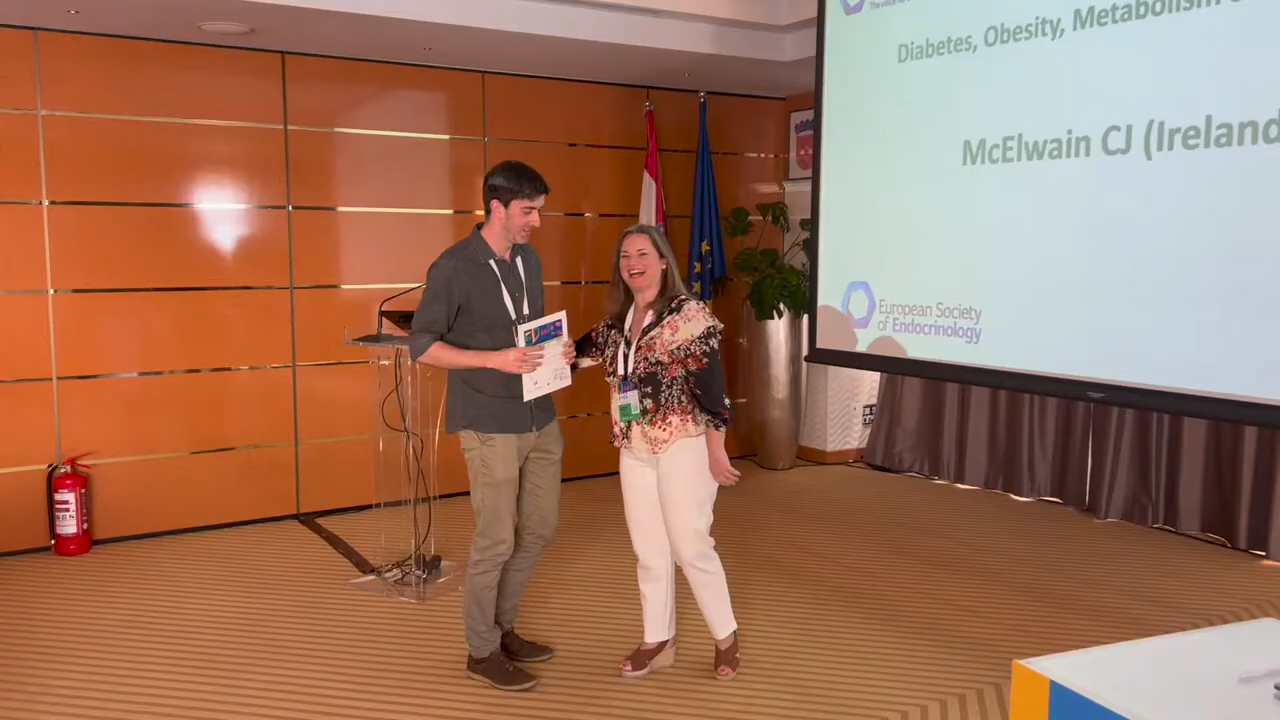 Diabetes, Obesity, Metabolism
McElwain CJ (Ireland
European Society
of Endocrinology